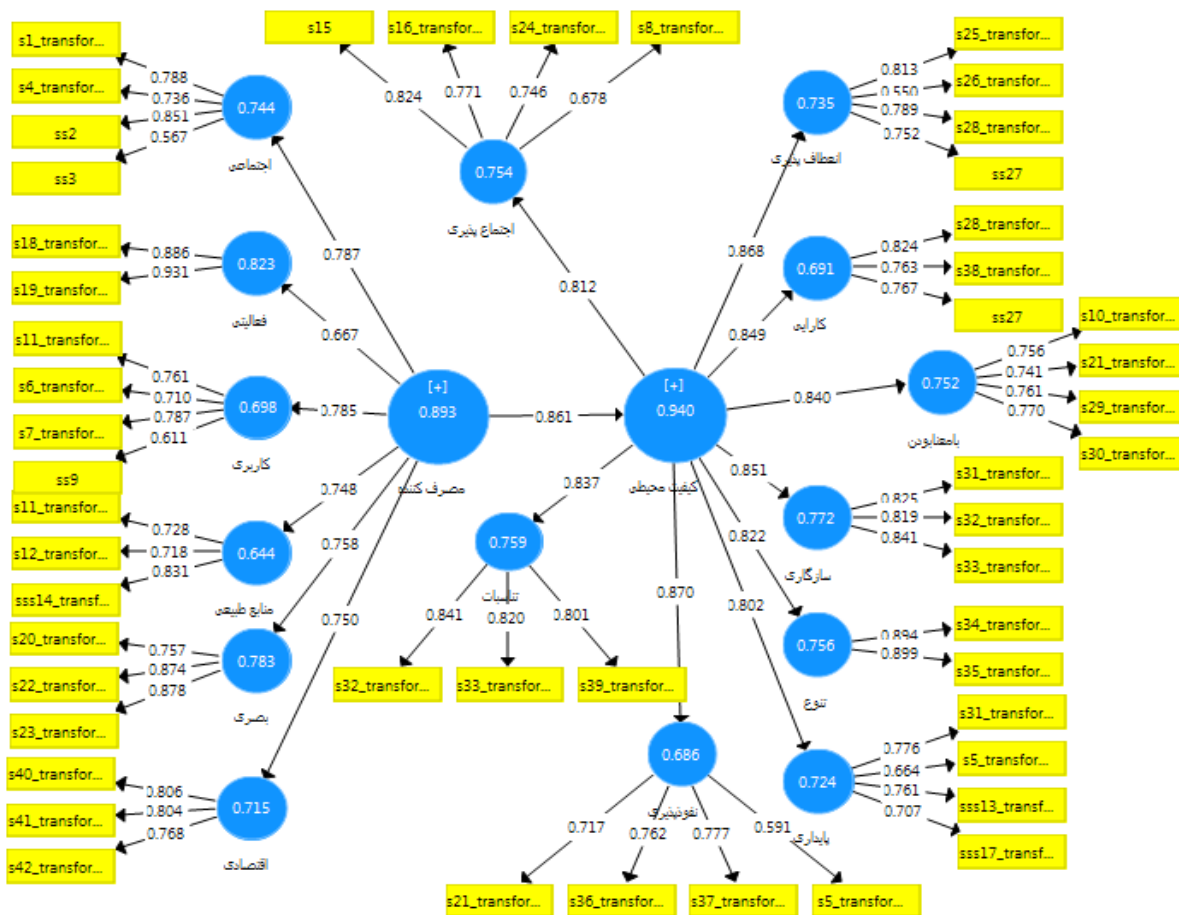 s15
s16_transfor...
s24_transfor...
s8_transfor...
0.824
0.771
0.746
0.678
0.754
اجتماع پذیری
s1_transfor...
s4_transfor...
ss2
ss3
0.788
0.736
0.851
0.567
0.744
اجتماعی
s18_transfor...
s19_transfor...
0.886
0.931
0.823
فعالیتی
s11_transfor...
s6_transfor...
s7_transfor...
ss9
0.761
0.710
0.787
0.611
0.698
کاربری
s11_transfor...
s12_transfor...
sss14_transf...
0.728
0.718
0.831
0.644
منابع طبیعی
s20_transfor...
s22_transfor...
s23_transfor...
0.757
0.874
0.878
0.783
بصری
s40_transfor...
s41_transfor...
s42_transfor...
0.806
0.804
0.768
0.715
اقتصادی
0.787
0.667
0.785
0.748
0.758
0.750
[+]
0.893
مصرف کننده
0.861
[+]
0.940
کیفیت محیطی
0.812
0.868
0.849
0.840
0.851
0.822
0.802
0.870
0.837
0.735
انعطاف پذیری
0.813
0.550
0.789
0.752
s25_transfor...
s26_transfor...
s28_transfor...
ss27
0.691
کارایی
0.824
0.763
0.767
s28_transfor...
s38_transfor...
ss27
0.752
بامعنابودن
0.756
0.741
0.761
0.770
s10_transfor...
s21_transfor...
s29_transfor...
s30_transfor...
0.772
سازگاری
0.825
0.819
0.841
s31_transfor...
s32_transfor...
s33_transfor...
0.756
تنوع
0.894
0.899
s34_transfor...
s35_transfor...
0.724
پایداری
0.776
0.664
0.761
0.707
s31_transfor...
s5_transfor...
sss13_transf...
sss17_transf...
0.759
تناسبات
0.841
0.820
0.801
s32_transfor...
s33_transfor...
s39_transfor...
0.686
نفوذپذیری
0.717
0.762
0.777
0.591
s21_transfor...
s36_transfor...
s37_transfor...
s5_transfor...